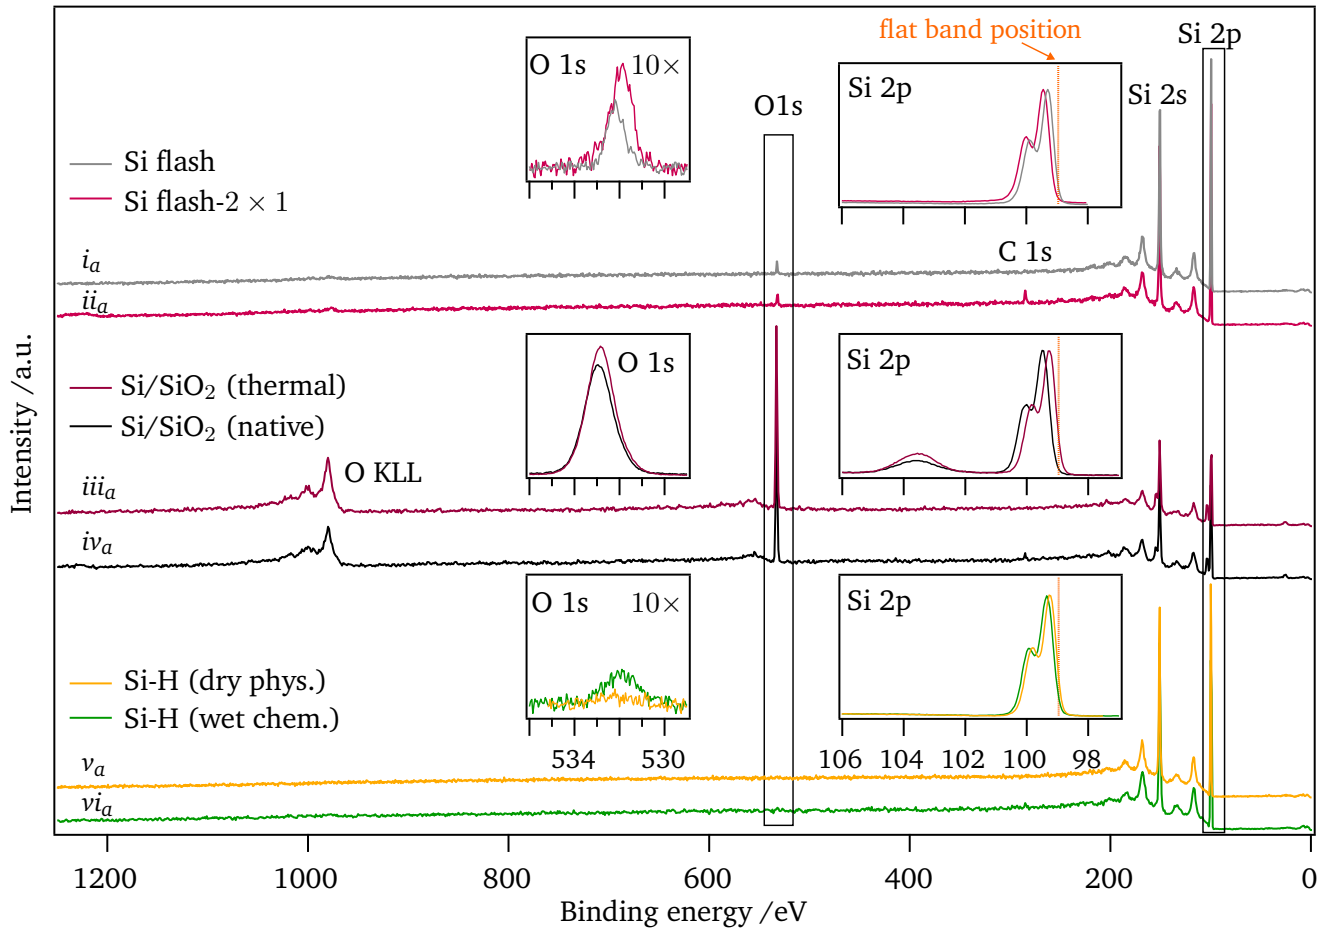 flat band position
Si 2p
O 1s 10×
Si 2p
O1s
Si 2s
Si flash
Si flash-2 × 1
i_a
C 1s
ii_a
O 1s
Si 2p
Si/SiO₂ (thermal)
Si/SiO₂ (native)
O KLL
iii_a
iv_a
O 1s 10×
Si 2p
Si-H (dry phys.)
Si-H (wet chem.)
534 530
106 104 102 100 98
v_a
vi_a
1200 1000 800 600 400 200 0
Binding energy /eV
Intensity /a.u.